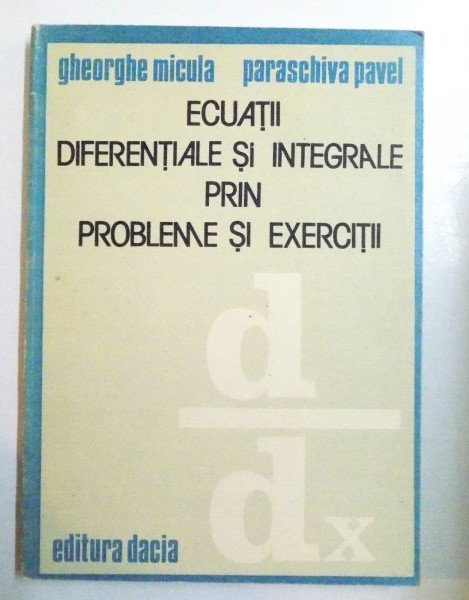 gheorghe micula paraschiva pavel
ECUAȚII
DIFERENȚIALE ȘI INTEGRALE
PRIN
PROBLEME ȘI EXERCIȚII
d
dx
editura dacia